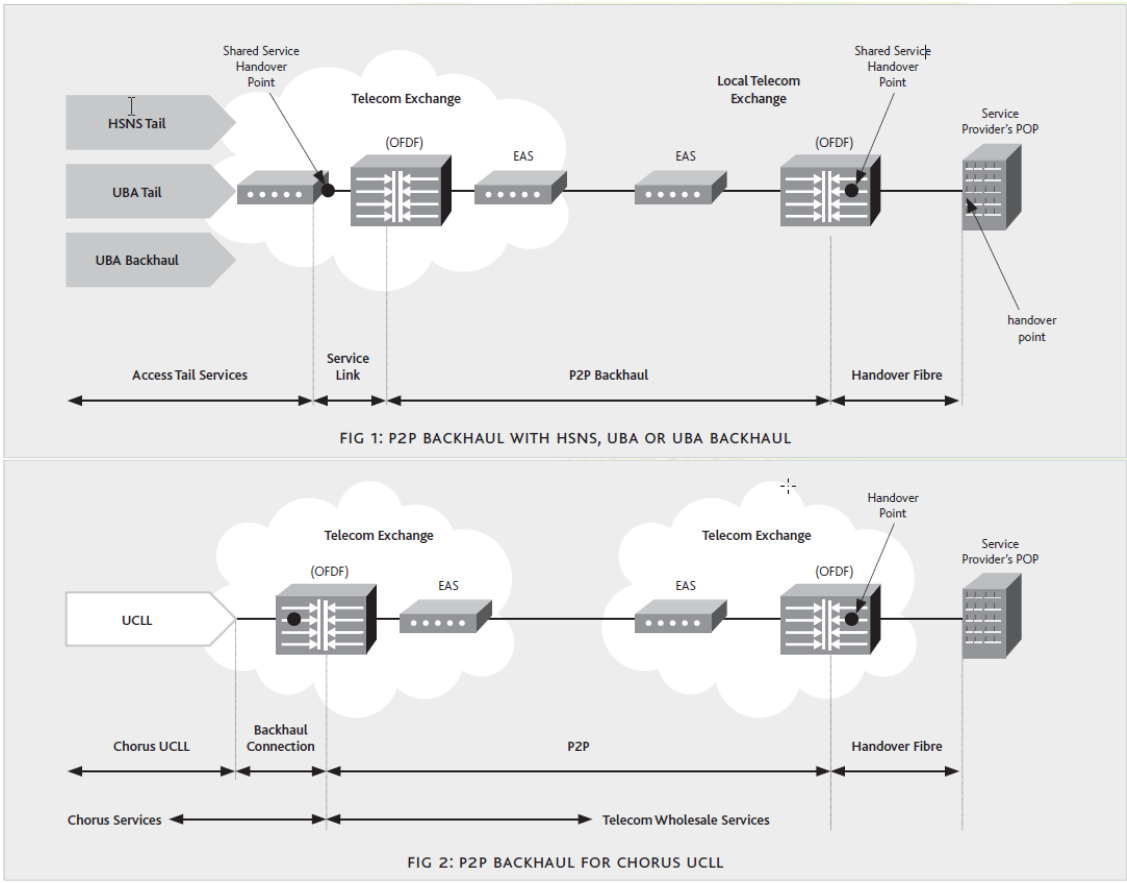 Shared Service
Handover
Point
Shared Service
Handover
Point
Telecom Exchange
Local Telecom
Exchange
Service
Provider's POP
HSNS Tail
(OFDF)
EAS
EAS
(OFDF)
UBA Tail
UBA Backhaul
handover
point
Access Tail Services
Service
Link
P2P Backhaul
Handover Fibre
FIG 1: P2P BACKHAUL WITH HSNS, UBA OR UBA BACKHAUL
Handover
Point
Telecom Exchange
Telecom Exchange
Service
Provider's POP
(OFDF)
EAS
EAS
(OFDF)
UCLL
Chorus UCLL
Backhaul
Connection
P2P
Handover Fibre
Chorus Services
Telecom Wholesale Services
FIG 2: P2P BACKHAUL FOR CHORUS UCLL